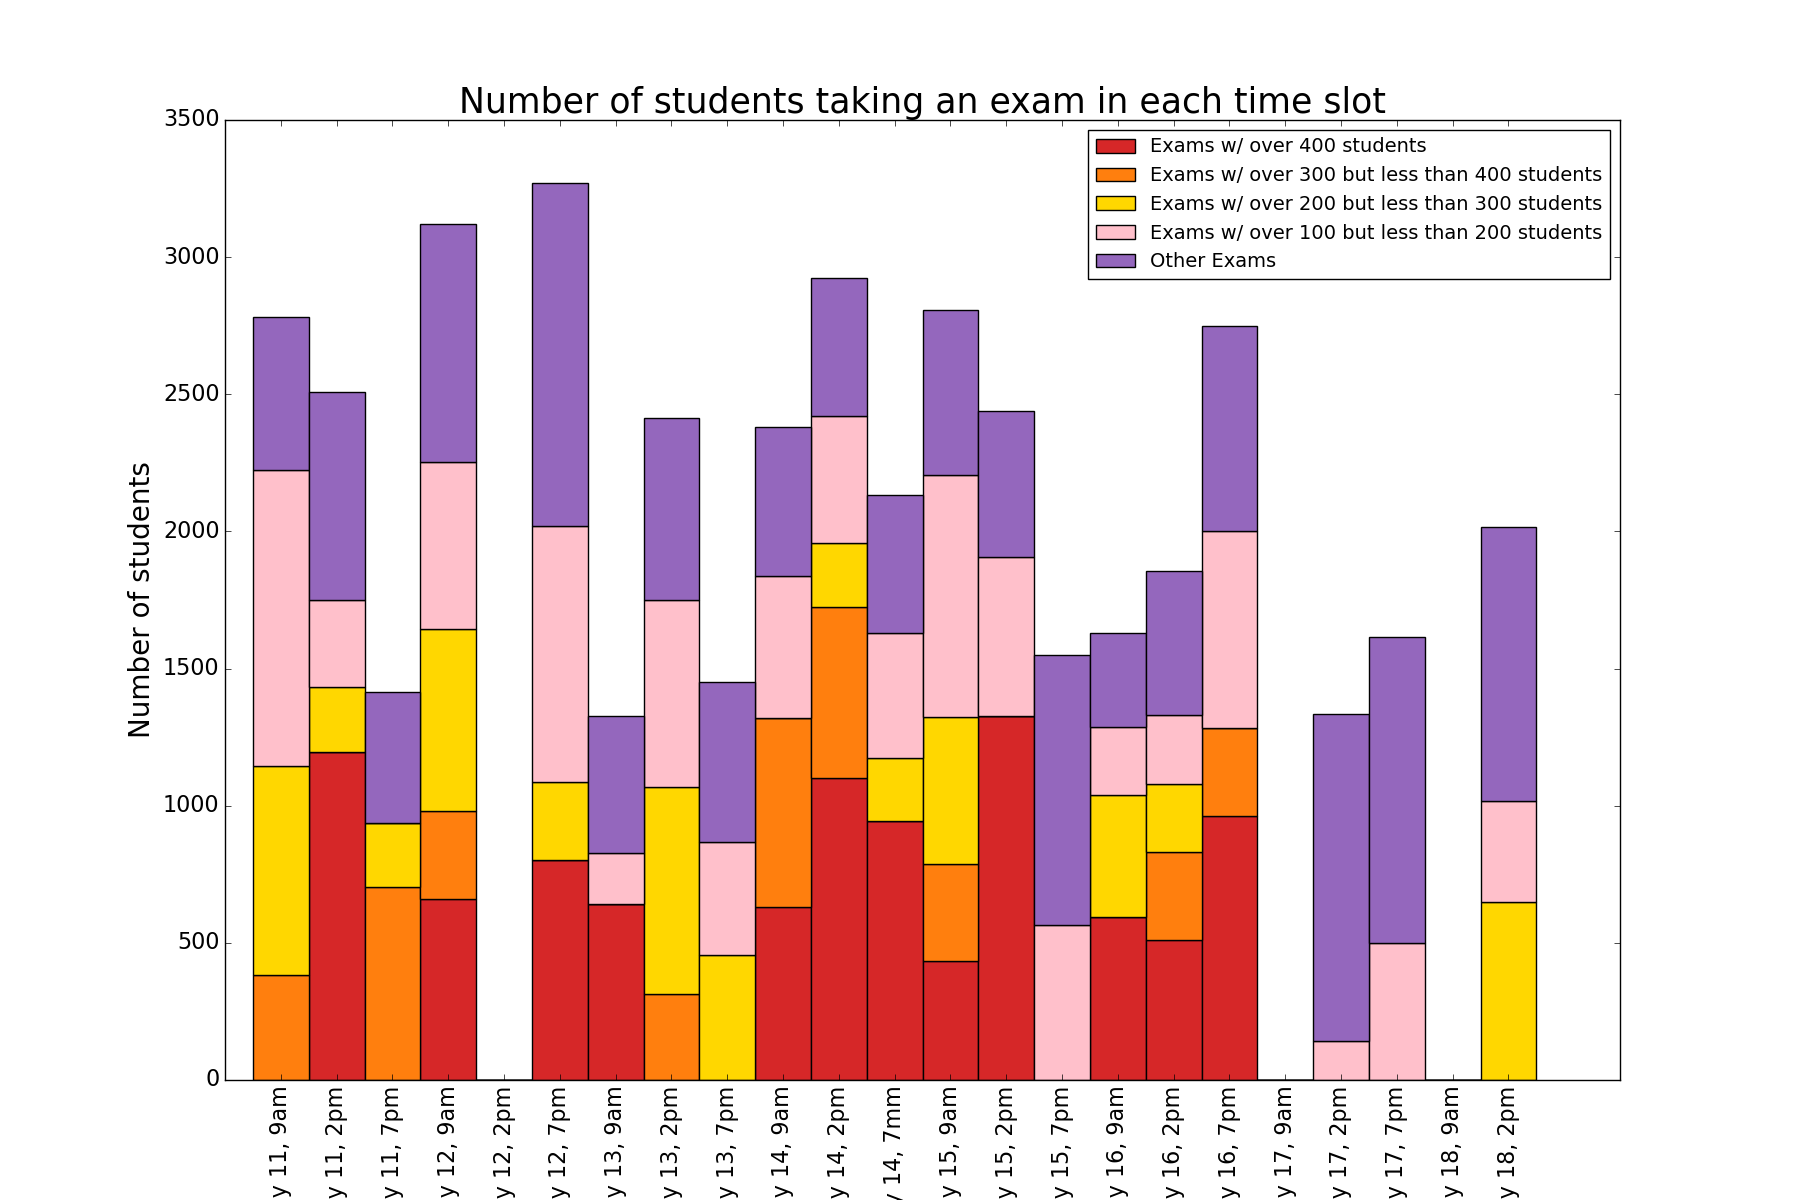 Number of students taking an exam in each time slot
Exams w/ over 400 students
Exams w/ over 300 but less than 400 students
Exams w/ over 200 but less than 300 students
Exams w/ over 100 but less than 200 students
Other Exams
Number of students
3500
3000
2500
2000
1500
1000
500
0
y 11, 9am
y 11, 2pm
y 11, 7pm
y 12, 9am
y 12, 2pm
y 12, 7pm
y 13, 9am
y 13, 2pm
y 13, 7pm
y 14, 9am
y 14, 2pm
y 14, 7mm
y 15, 9am
y 15, 2pm
y 15, 7pm
y 16, 9am
y 16, 2pm
y 16, 7pm
y 17, 9am
y 17, 2pm
y 17, 7pm
y 18, 9am
y 18, 2pm